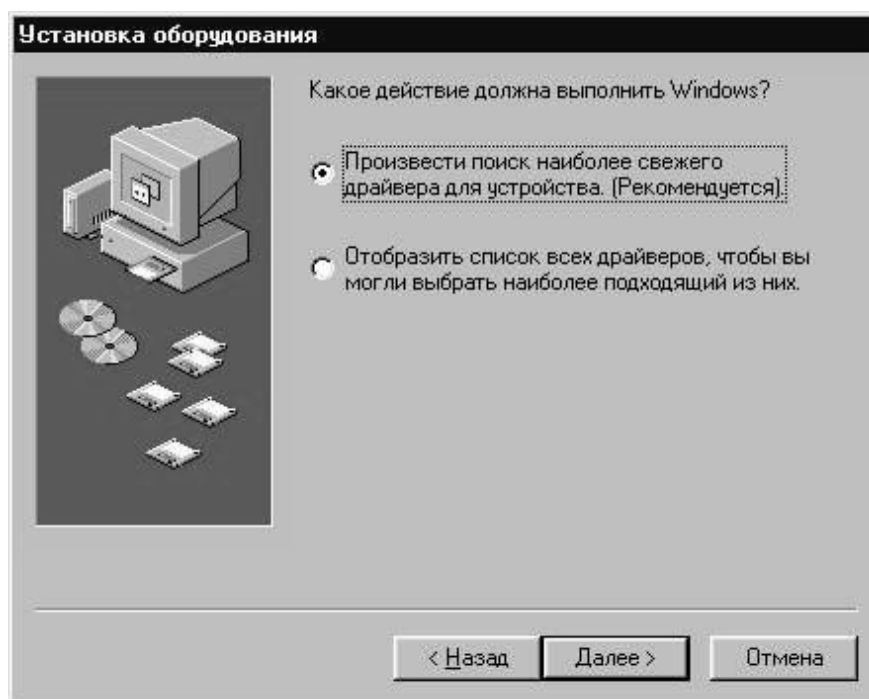 Установка оборудования
Какое действие должна выполнить Windows?
Произвести поиск наиболее свежего
драйвера для устройства. (Рекомендуется).
Отобразить список всех драйверов, чтобы вы
могли выбрать наиболее подходящий из них.
< Назад
Далее >
Отмена